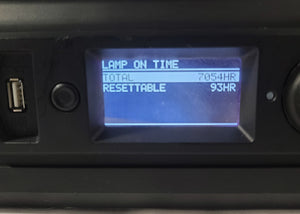 LAMP ON TIME
TOTAL 7054HR
RESETTABLE 93HR